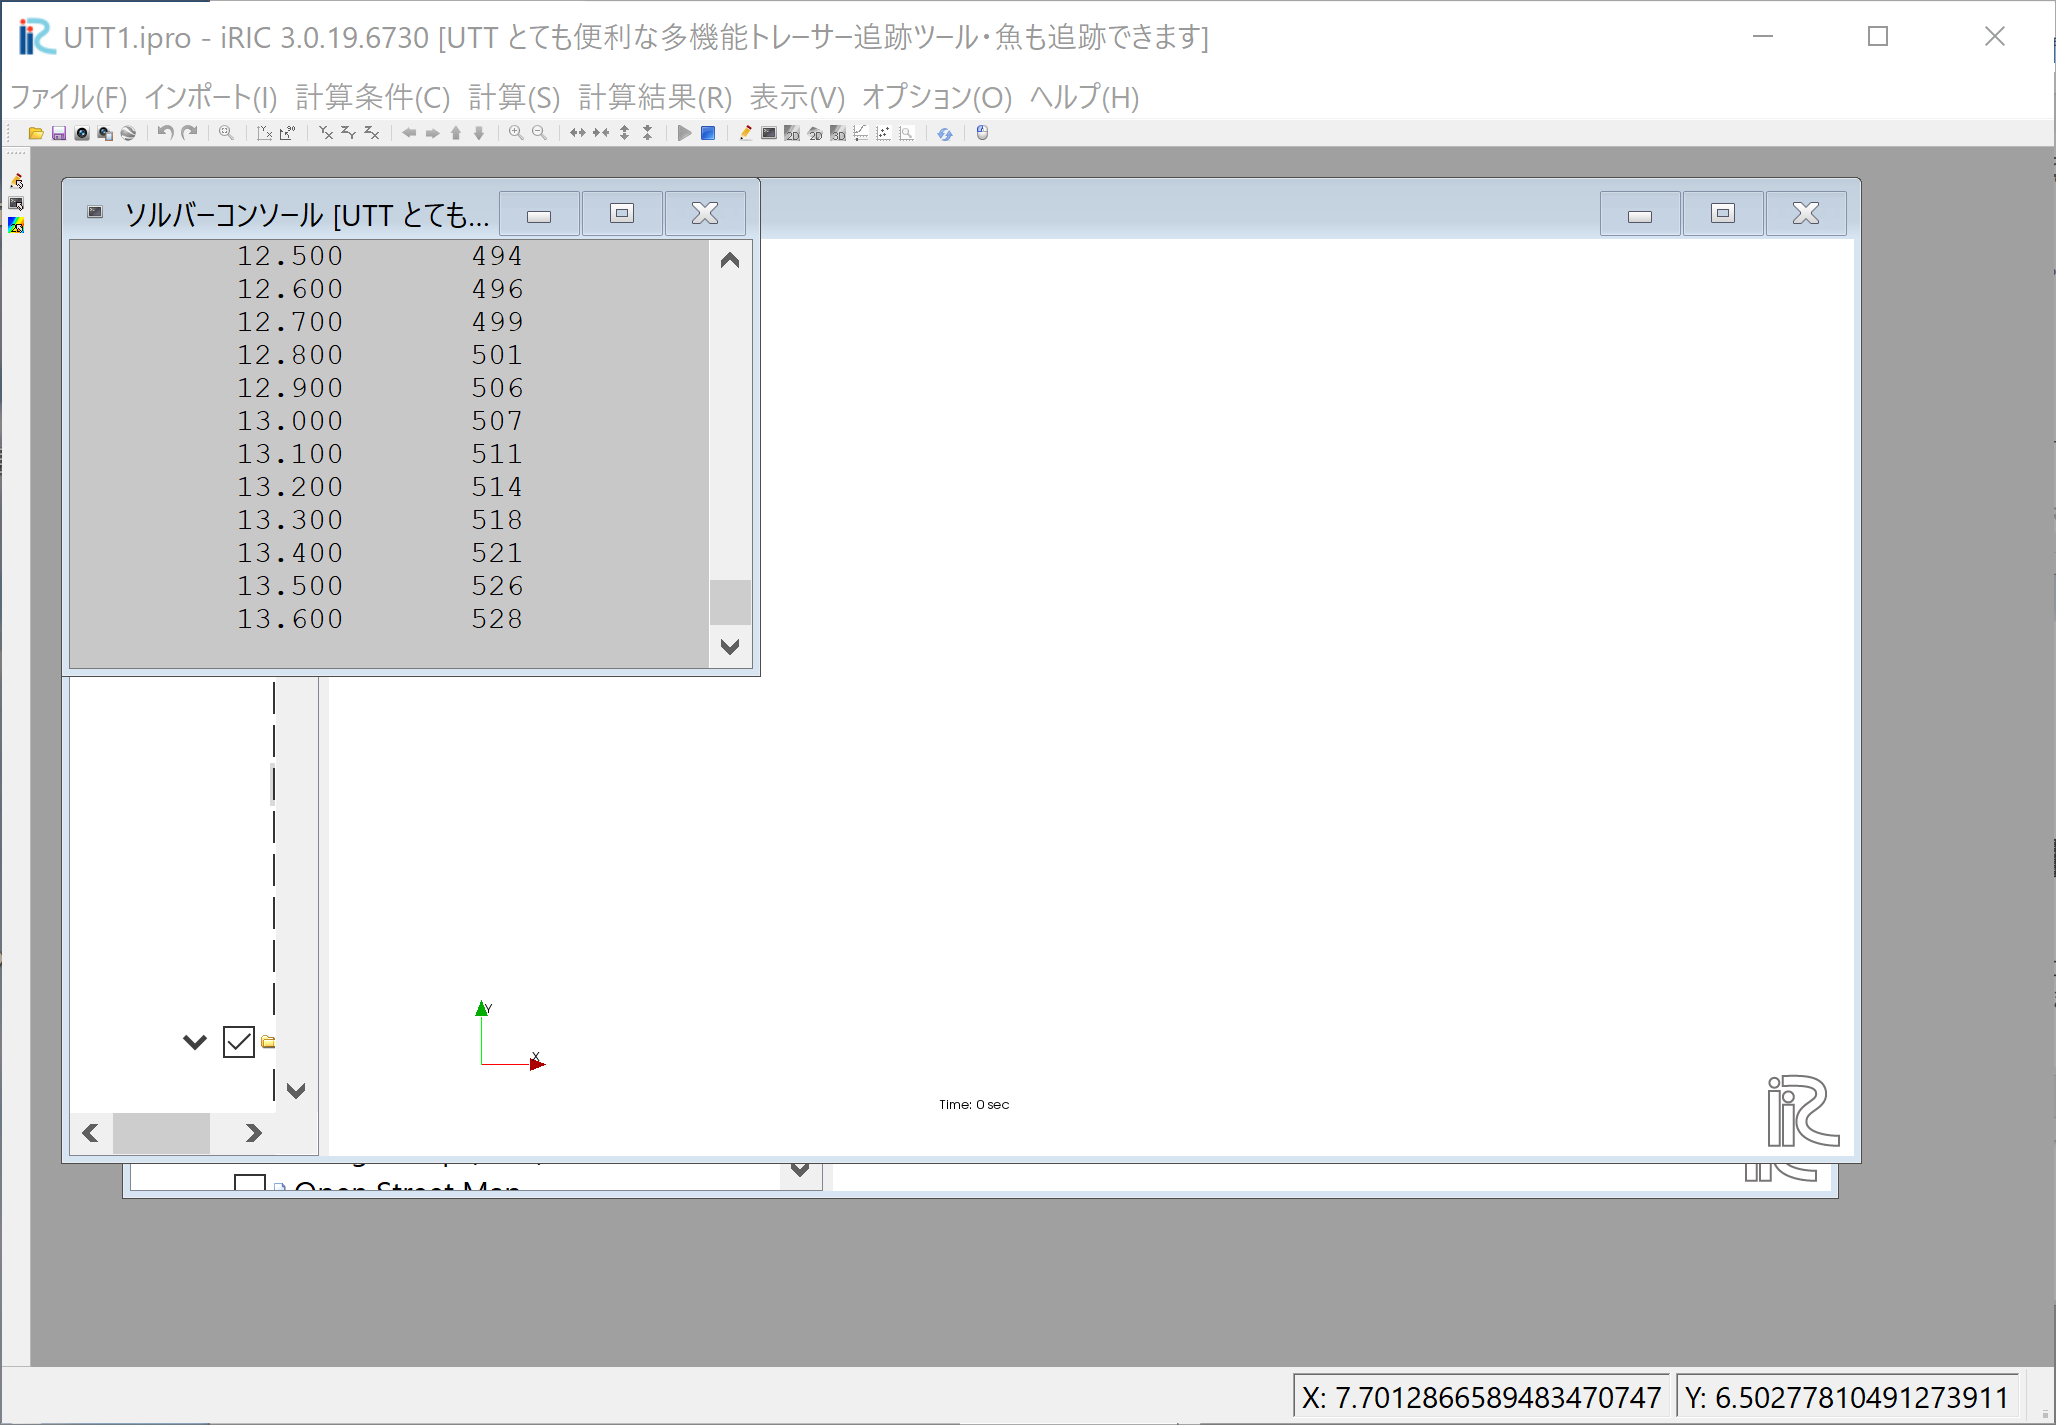 UTT1.ipro - iRIC 3.0.19.6730 [UTT とても便利な多機能トレーサー追跡ツール・魚も追跡できます]
ファイル(F) インポート(I) 計算条件(C) 計算(S) 計算結果(R) 表示(V) オプション(O) ヘルプ(H)
ソルバーコンソール [UTT とても...
12.500 494
12.600 496
12.700 499
12.800 501
12.900 506
13.000 507
13.100 511
13.200 514
13.300 518
13.400 521
13.500 526
13.600 528
Y
X
Time: 0 sec
iRIC
Open Street Map
X: 7.7012866589483470747
Y: 6.50277810491273911